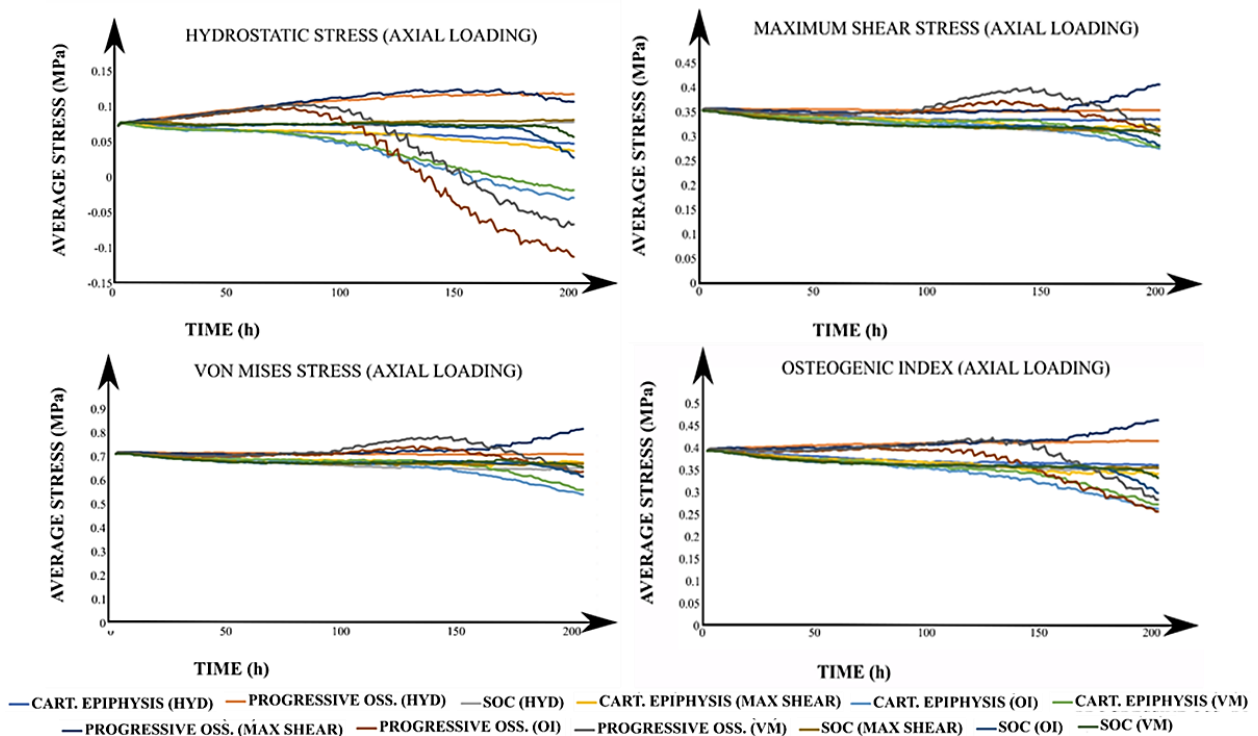 HYDROSTATIC STRESS (AXIAL LOADING)
AVERAGE STRESS (MPa)
0.15
0.1
0.05
0
-0.05
-0.1
-0.15
0 50 100 150 200
TIME (h)
MAXIMUM SHEAR STRESS (AXIAL LOADING)
AVERAGE STRESS (MPa)
0.45
0.4
0.35
0.3
0.25
0.2
0.15
0.1
0.05
0
0 50 100 150 200
TIME (h)
VON MISES STRESS (AXIAL LOADING)
AVERAGE STRESS (MPa)
0.9
0.8
0.7
0.6
0.5
0.4
0.3
0.2
0.1
0
0 50 100 150 200
TIME (h)
OSTEOGENIC INDEX (AXIAL LOADING)
AVERAGE STRESS (MPa)
0.5
0.45
0.4
0.35
0.3
0.25
0.2
0.15
0.1
0.05
0
0 50 100 150 200
TIME (h)
CART. EPIPHYSIS (HYD) PROGRESSIVE OSS. (HYD) SOC (HYD) CART. EPIPHYSIS (MAX SHEAR) CART. EPIPHYSIS (OI) CART. EPIPHYSIS (VM)
PROGRESSIVE OSS. (MAX SHEAR) PROGRESSIVE OSS. (OI) PROGRESSIVE OSS. (VM) SOC (MAX SHEAR) SOC (OI) SOC (VM)